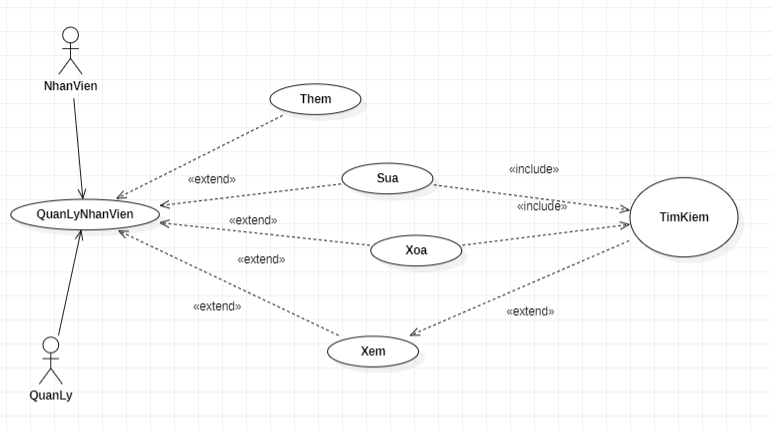 NhanVien
Them
«extend»
Sua
«include»
QuanLyNhanVien
«extend»
«include»
TimKiem
Xoa
«extend»
«extend»
«extend»
Xem
QuanLy